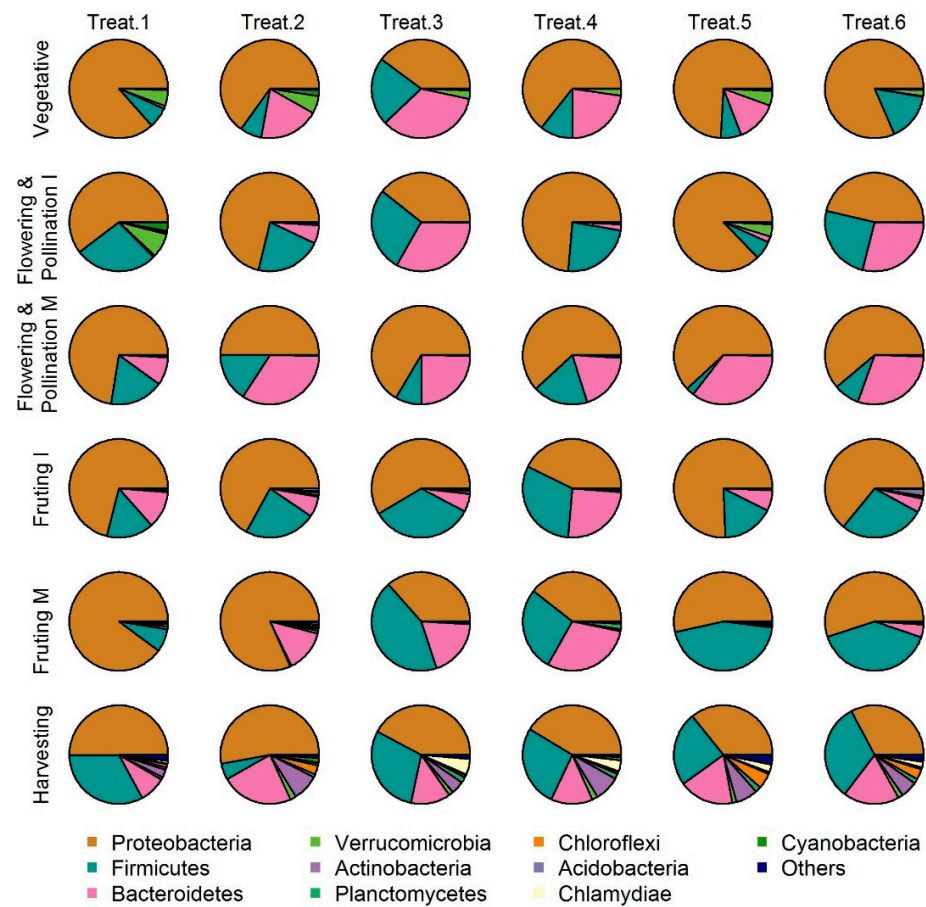 Treat.1 Treat.2 Treat.3 Treat.4 Treat.5 Treat.6
Vegetative
Flowering &
Pollination I
Flowering &
Pollination M
Fruting I
Fruting M
Harvesting
Proteobacteria Verrucomicrobia Chloroflexi Cyanobacteria
Firmicutes Actinobacteria Acidobacteria Others
Bacteroidetes Planctomycetes Chlamydiae